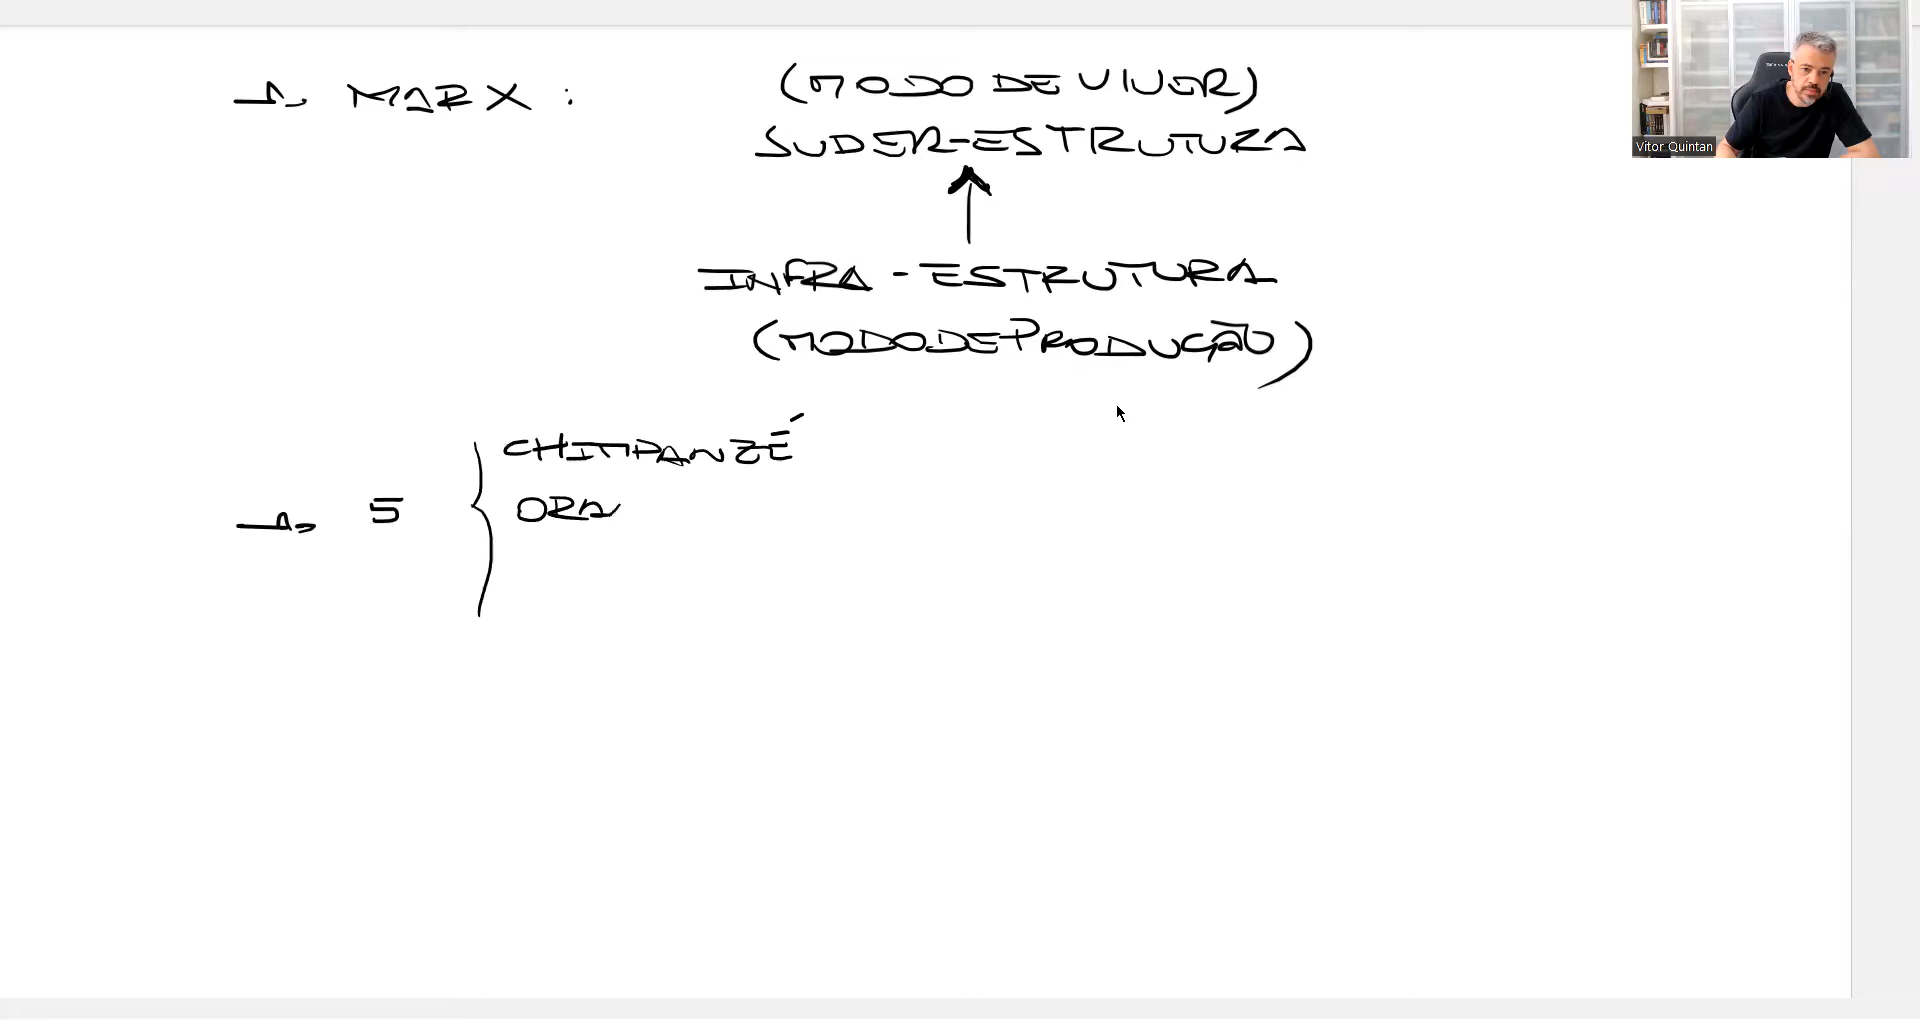 MARX :
(MODO DE VIVER)
SUPER-ESTRUTURA
INFRA-ESTRUTURA
(MODO DE PRODUÇÃO)
CHIMPANZÉ
5
ORA
Vitor Quintan